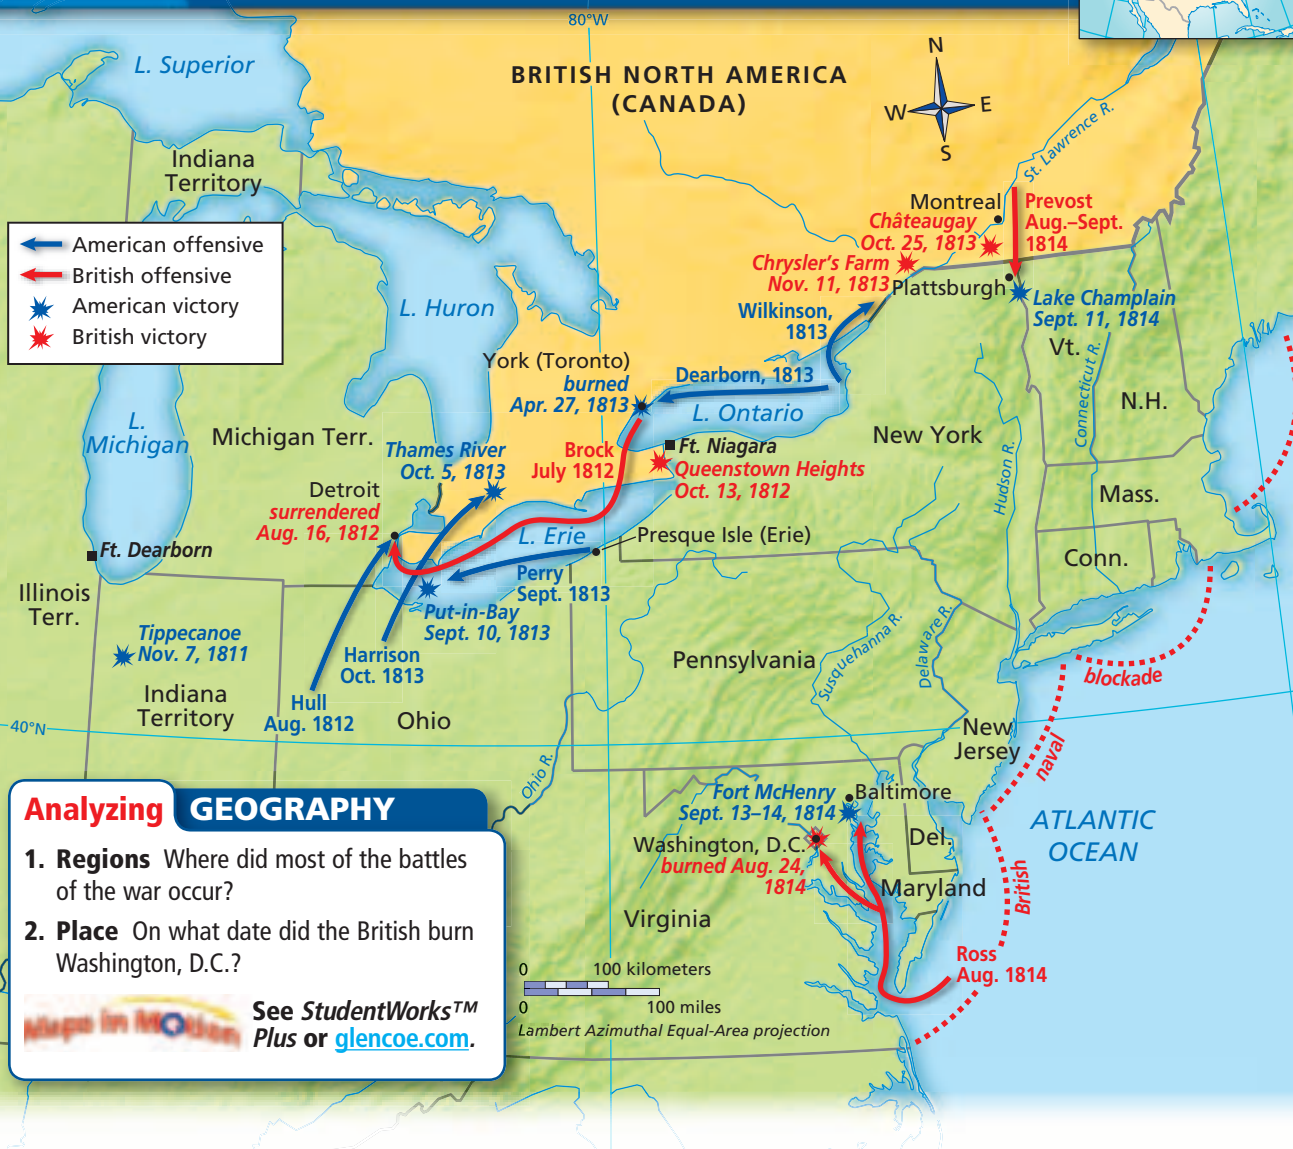 80°W
L. Superior
BRITISH NORTH AMERICA
(CANADA)
N
W
E
S
St. Lawrence R.
Indiana
Territory
American offensive
British offensive
American victory
British victory
Montreal
Prevost
Aug.–Sept.
1814
Châteaugay
Oct. 25, 1813
Chrysler's Farm
Nov. 11, 1813
Plattsburgh
Lake Champlain
Sept. 11, 1814
Wilkinson,
1813
L. Huron
Vt.
York (Toronto)
burned
Apr. 27, 1813
Dearborn, 1813
L. Ontario
N.H.
Connecticut R.
L.
Michigan
Michigan Terr.
Thames River
Oct. 5, 1813
Brock
July 1812
Ft. Niagara
Queenstown Heights
Oct. 13, 1812
New York
Hudson R.
Mass.
Detroit
surrendered
Aug. 16, 1812
L. Erie
Presque Isle (Erie)
Ft. Dearborn
Conn.
Illinois
Terr.
Perry
Sept. 1813
Put-in-Bay
Sept. 10, 1813
Tippecanoe
Nov. 7, 1811
Harrison
Oct. 1813
Pennsylvania
Susquehanna R.
Delaware R.
blockade
Indiana
Territory
Hull
Aug. 1812
Ohio
40°N
New
Jersey
naval
Ohio R.
Fort McHenry
Sept. 13–14, 1814
Baltimore
ATLANTIC
OCEAN
Washington, D.C.
burned Aug. 24,
1814
Del.
Maryland
British
Virginia
Ross
Aug. 1814
0 100 kilometers
0 100 miles
Lambert Azimuthal Equal-Area projection
Analyzing GEOGRAPHY
1. Regions Where did most of the battles
of the war occur?
2. Place On what date did the British burn
Washington, D.C.?
Maps in Motion
See StudentWorks™
Plus or glencoe.com.